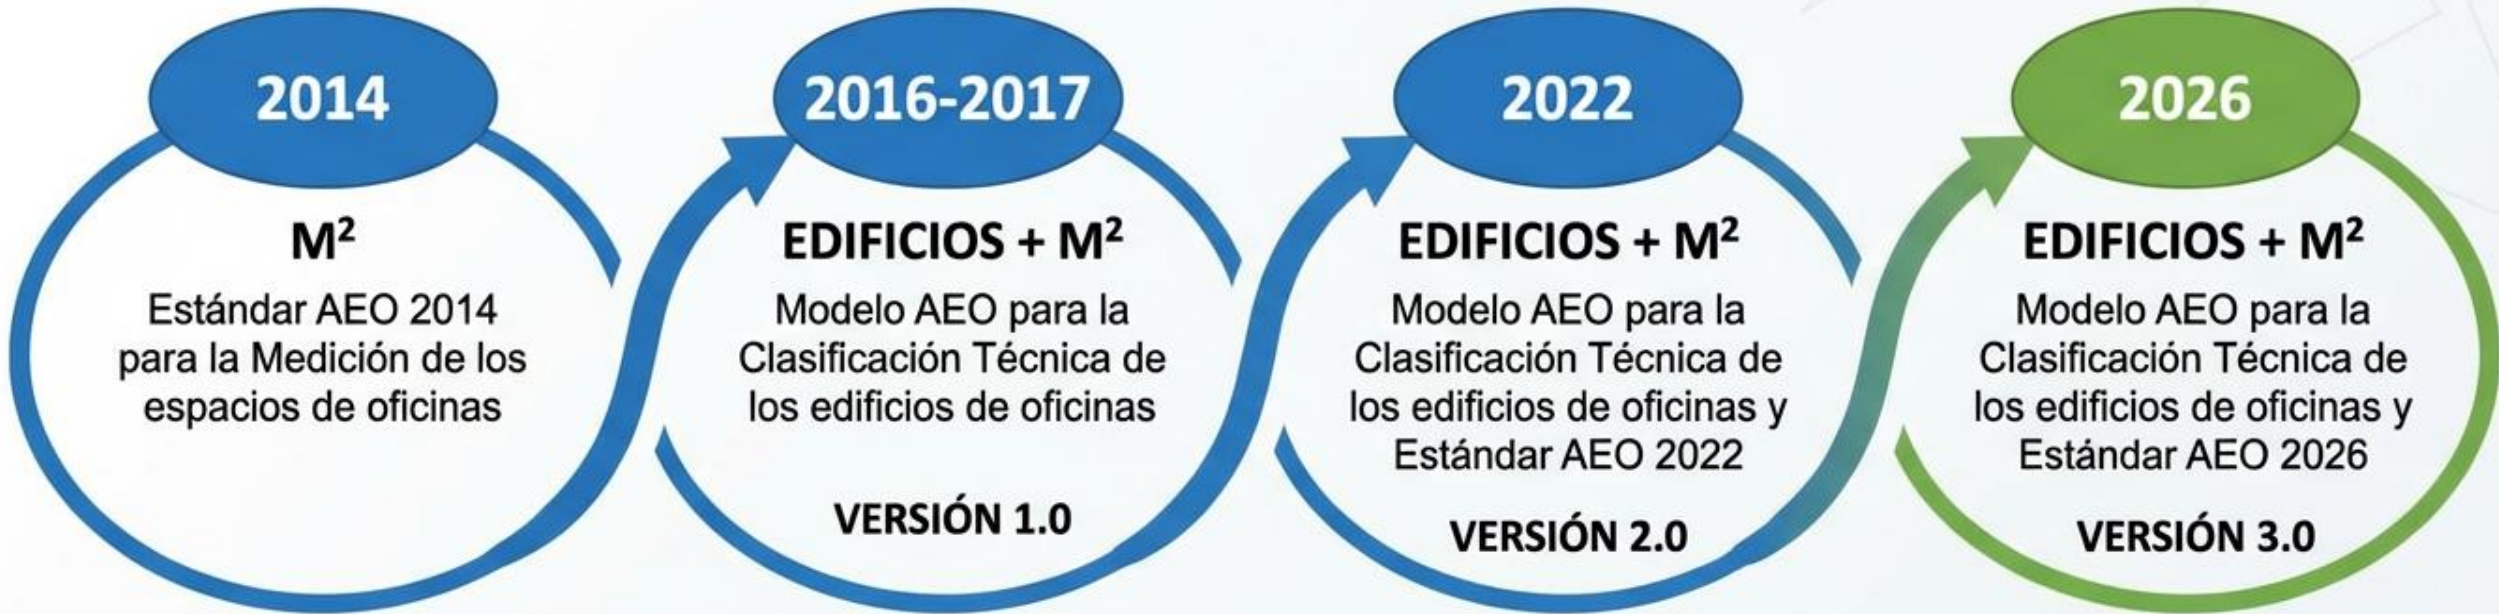 2014
M²
Estándar AEO 2014
para la Medición de los
espacios de oficinas
2016-2017
EDIFICIOS + M²
Modelo AEO para la
Clasificación Técnica de
los edificios de oficinas
VERSIÓN 1.0
2022
EDIFICIOS + M²
Modelo AEO para la
Clasificación Técnica de
los edificios de oficinas y
Estándar AEO 2022
VERSIÓN 2.0
2026
EDIFICIOS + M²
Modelo AEO para la
Clasificación Técnica de
los edificios de oficinas y
Estándar AEO 2026
VERSIÓN 3.0